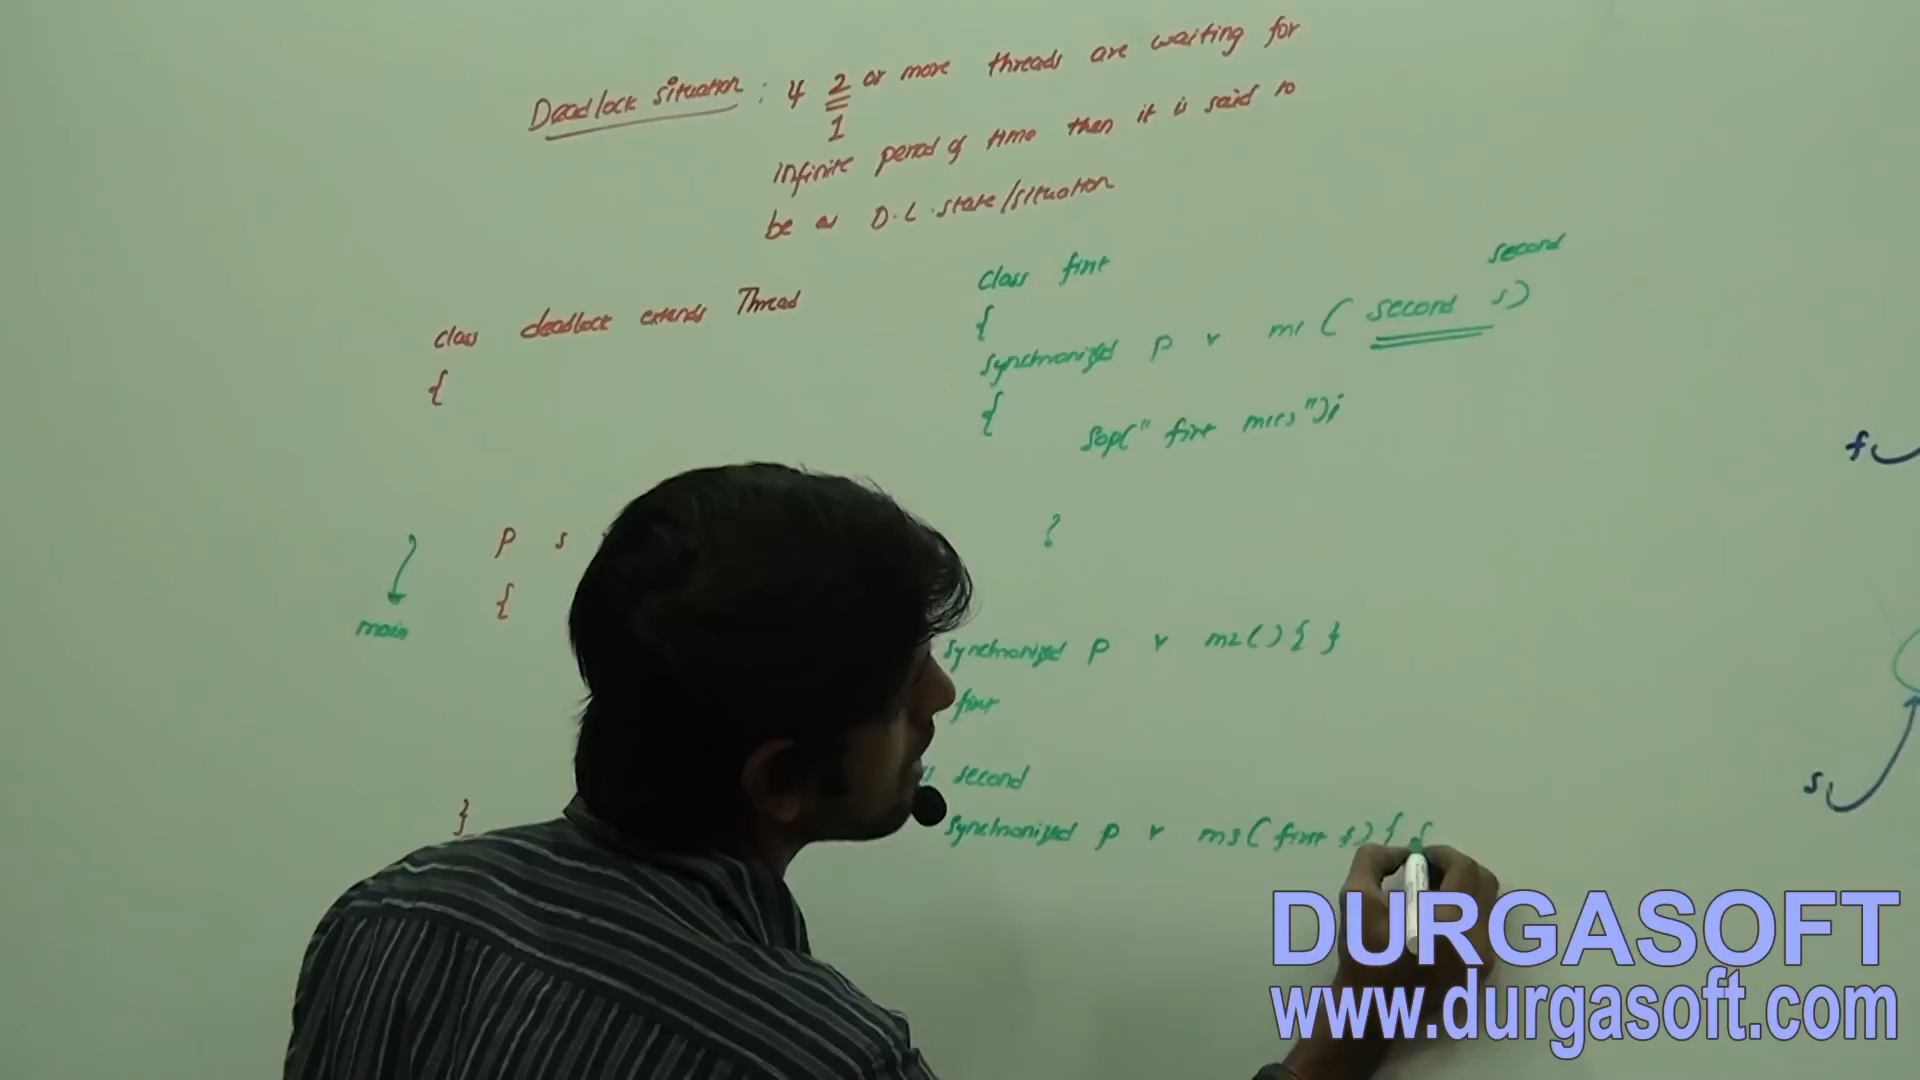 Deadlock situation : If 2 or more threads are waiting for
1
infinite period of time then it is said to
be as D.L. state/situation
class deadlock extends Thread
{
P s
{
main
}
class first
{
second
synchronized P v m1 ( second s)
{
sop(" first m1() ");
}
synchronized P v m2 ( ) { }
first
second
synchronized P v m3 ( first f) { {
f
s
DURGASOFT
www.durgasoft.com